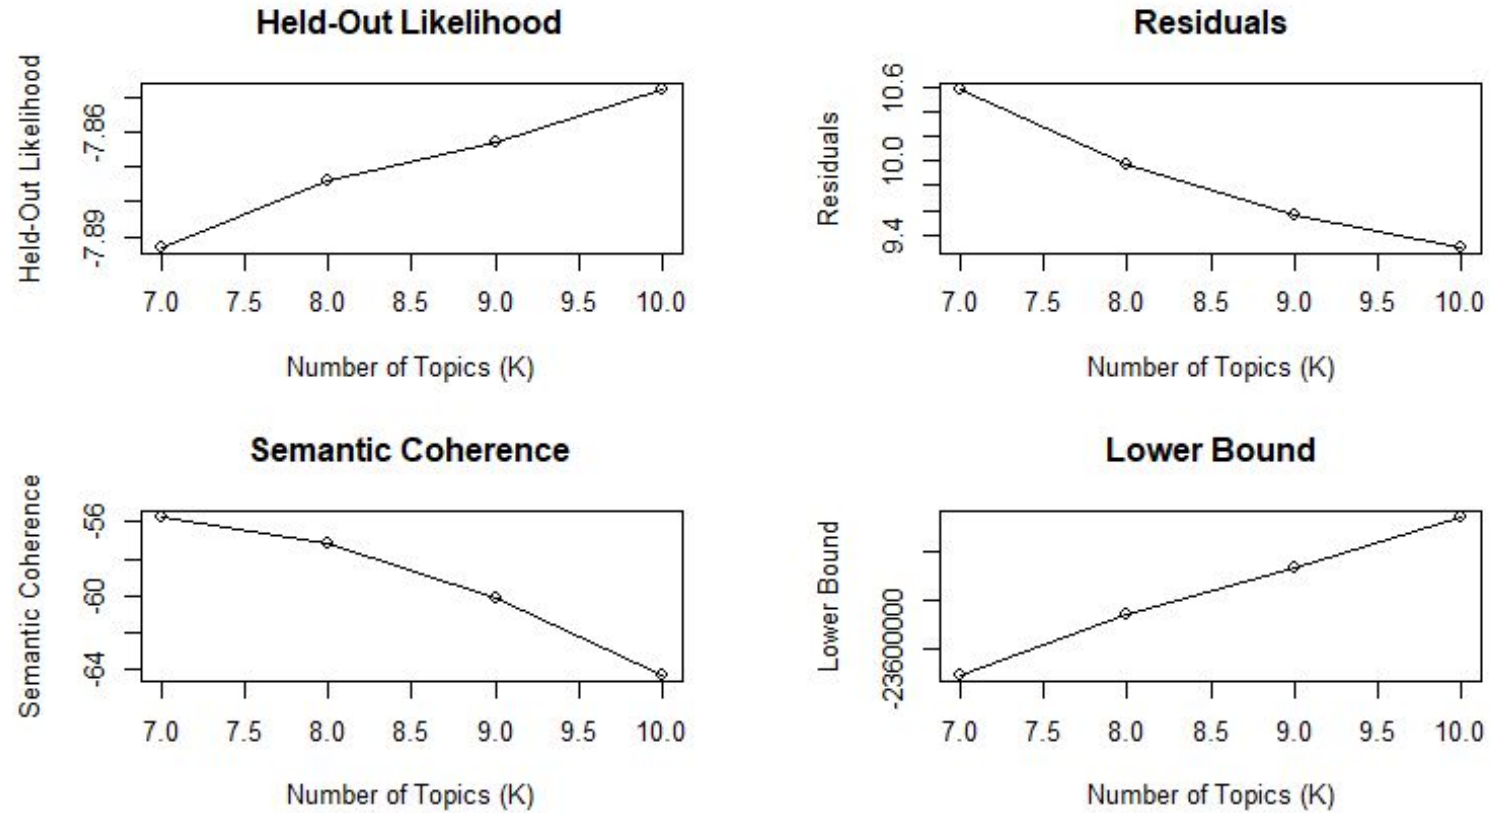 Held-Out Likelihood
Held-Out Likelihood
-7.86
-7.89
7.0 7.5 8.0 8.5 9.0 9.5 10.0
Number of Topics (K)
Residuals
Residuals
10.6
10.0
9.4
7.0 7.5 8.0 8.5 9.0 9.5 10.0
Number of Topics (K)
Semantic Coherence
Semantic Coherence
-56
-60
-64
7.0 7.5 8.0 8.5 9.0 9.5 10.0
Number of Topics (K)
Lower Bound
Lower Bound
-23600000
7.0 7.5 8.0 8.5 9.0 9.5 10.0
Number of Topics (K)